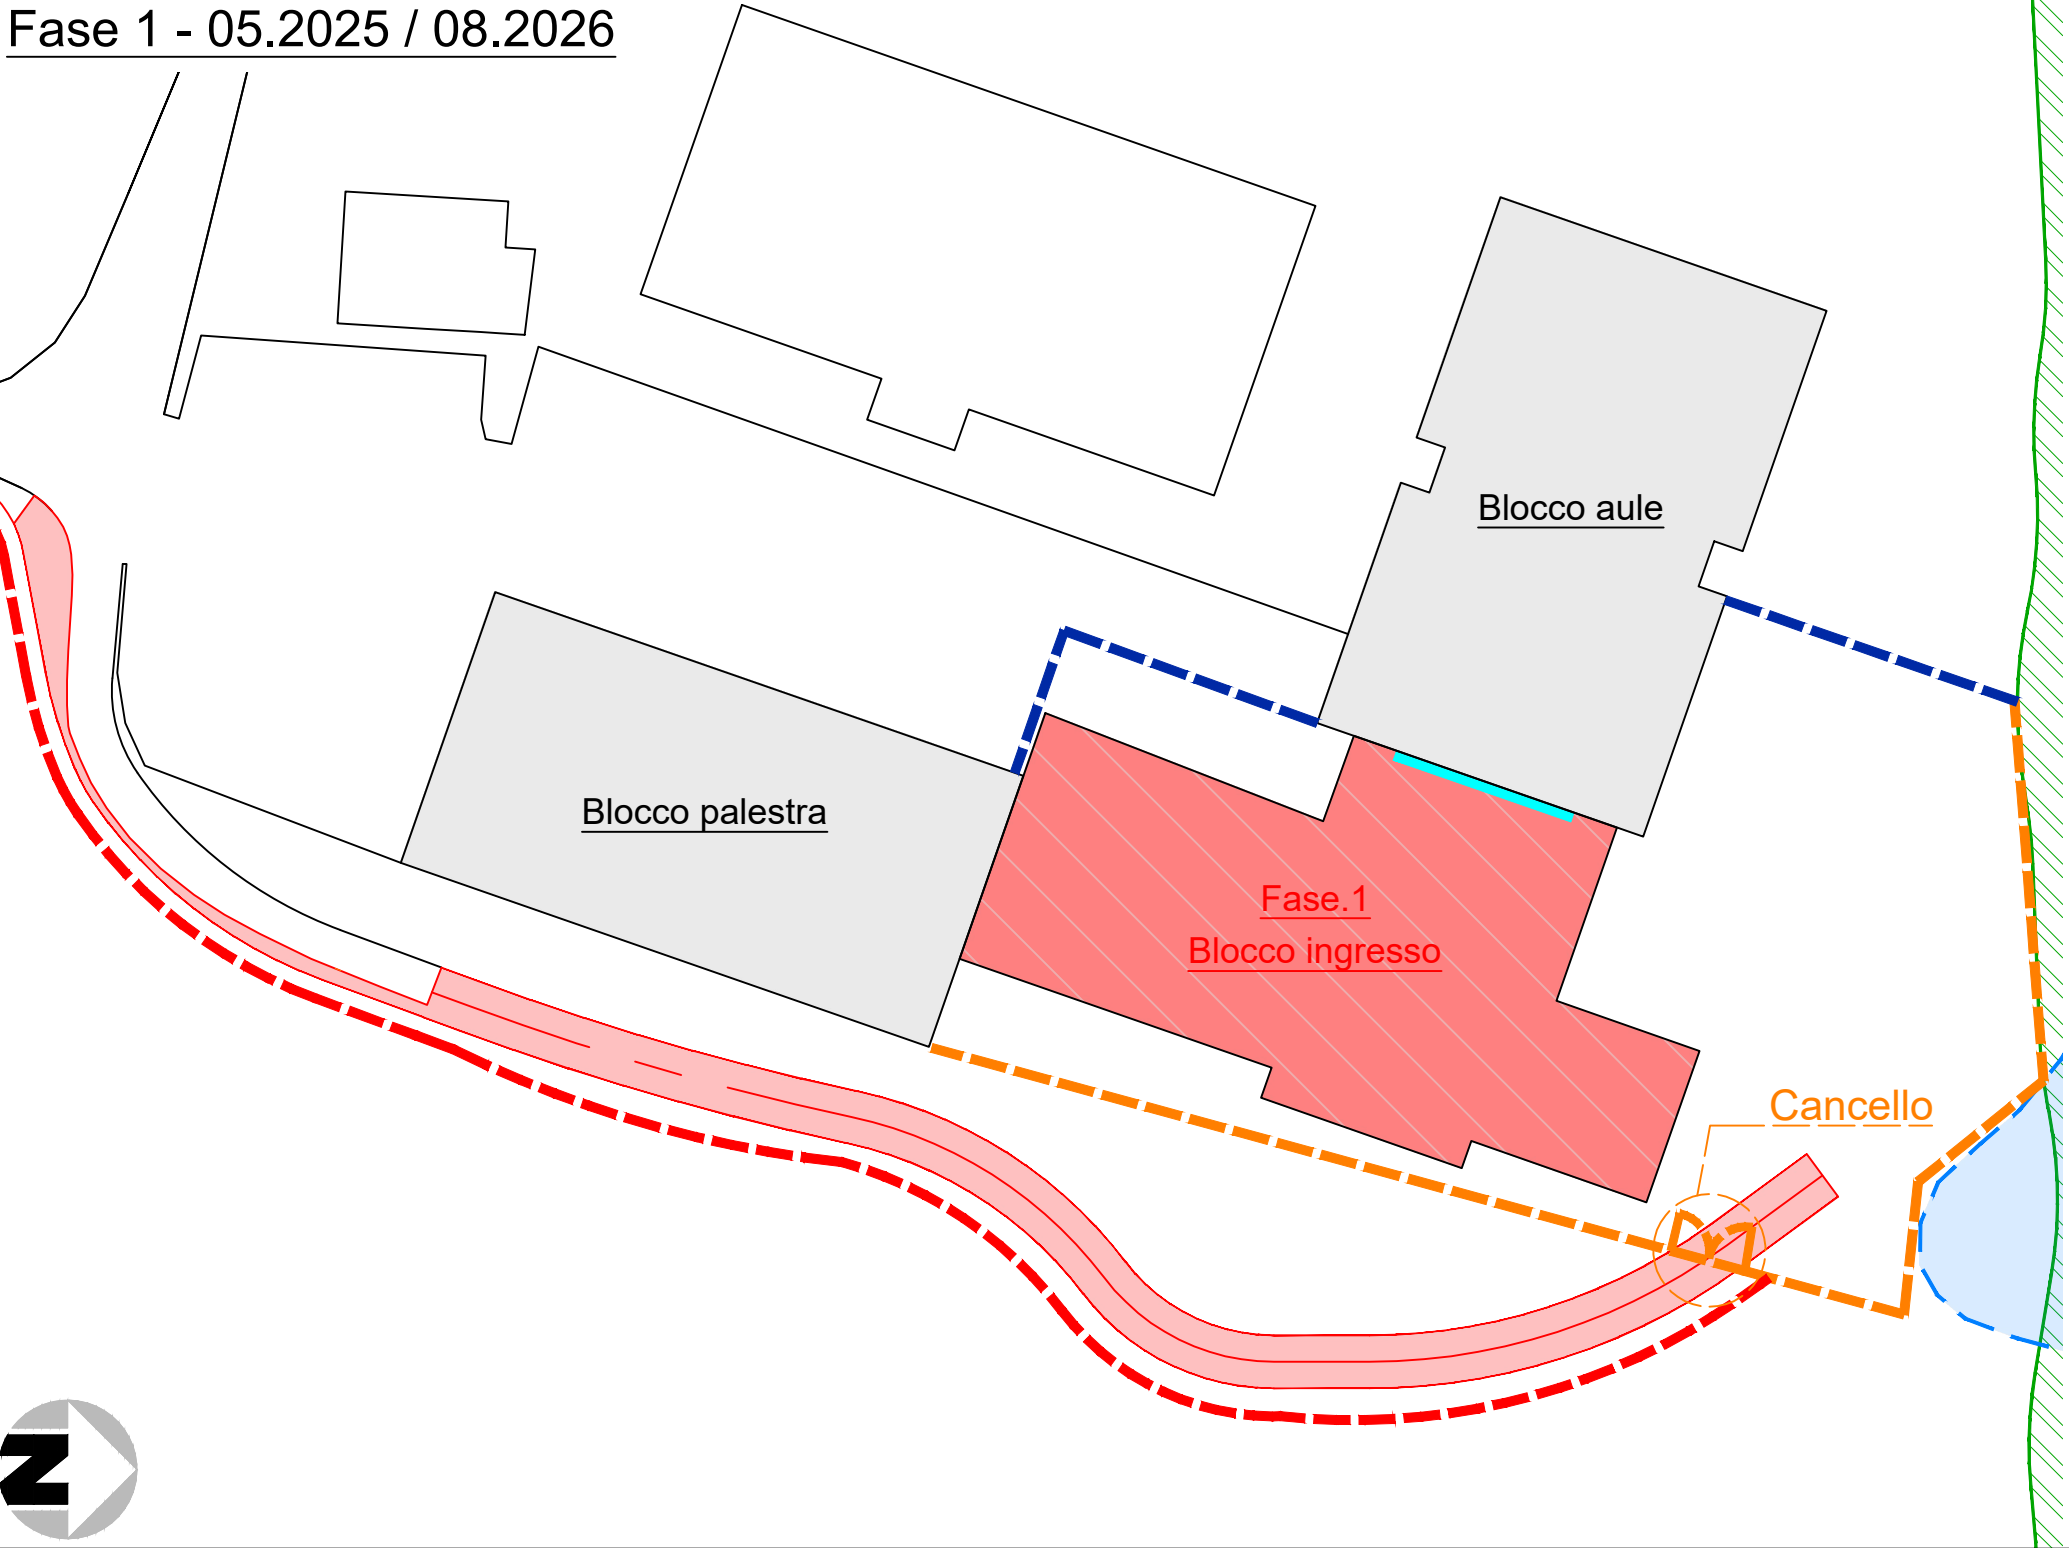 Fase 1 - 05.2025 / 08.2026
Blocco aule
Blocco palestra
Fase.1
Blocco ingresso
Cancello
N